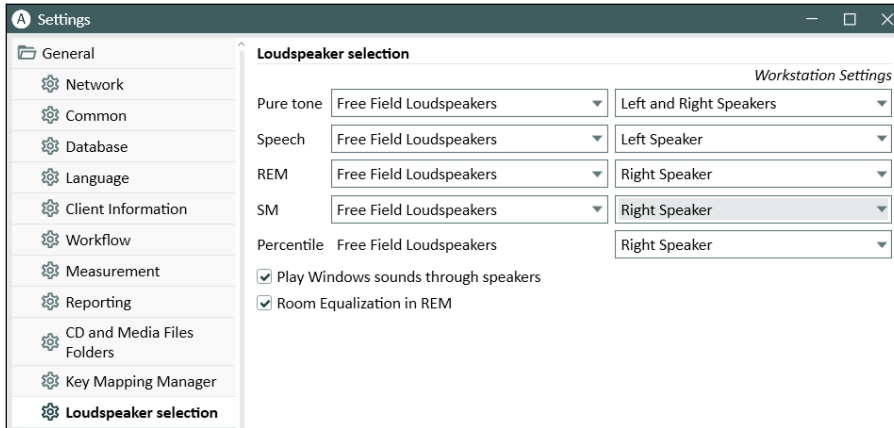 A Settings
General
Network
Common
Database
Language
Client Information
Workflow
Measurement
Reporting
CD and Media Files
Folders
Key Mapping Manager
Loudspeaker selection
Loudspeaker selection
Workstation Settings
Pure tone Free Field Loudspeakers Left and Right Speakers
Speech Free Field Loudspeakers Left Speaker
REM Free Field Loudspeakers Right Speaker
SM Free Field Loudspeakers Right Speaker
Percentile Free Field Loudspeakers Right Speaker
Play Windows sounds through speakers
Room Equalization in REM